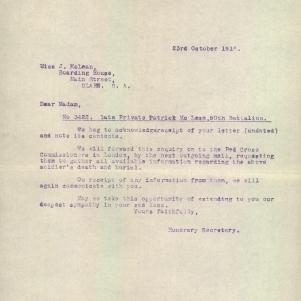 23rd October 1918.
Miss J. McLean,
Boarding House,
Main Street,
CLARE. S. A.
Dear Madam,
No 3422. late Private Patrick Mc Lean, 50th Battalion.
We beg to acknowledge receipt of your letter (undated)
and note its contents.
We will forward this enquiry on to the Red Cross
Commissioners in London, by the next outgoing mail, requesting
them to gather all available information regarding the above
soldier's death and burial.
On receipt of any information from them, we will
again communicate with you.
May we take this opportunity of extending to you our
deepest sympathy in your sad loss.
Yours Faithfully,
Honorary Secretary.